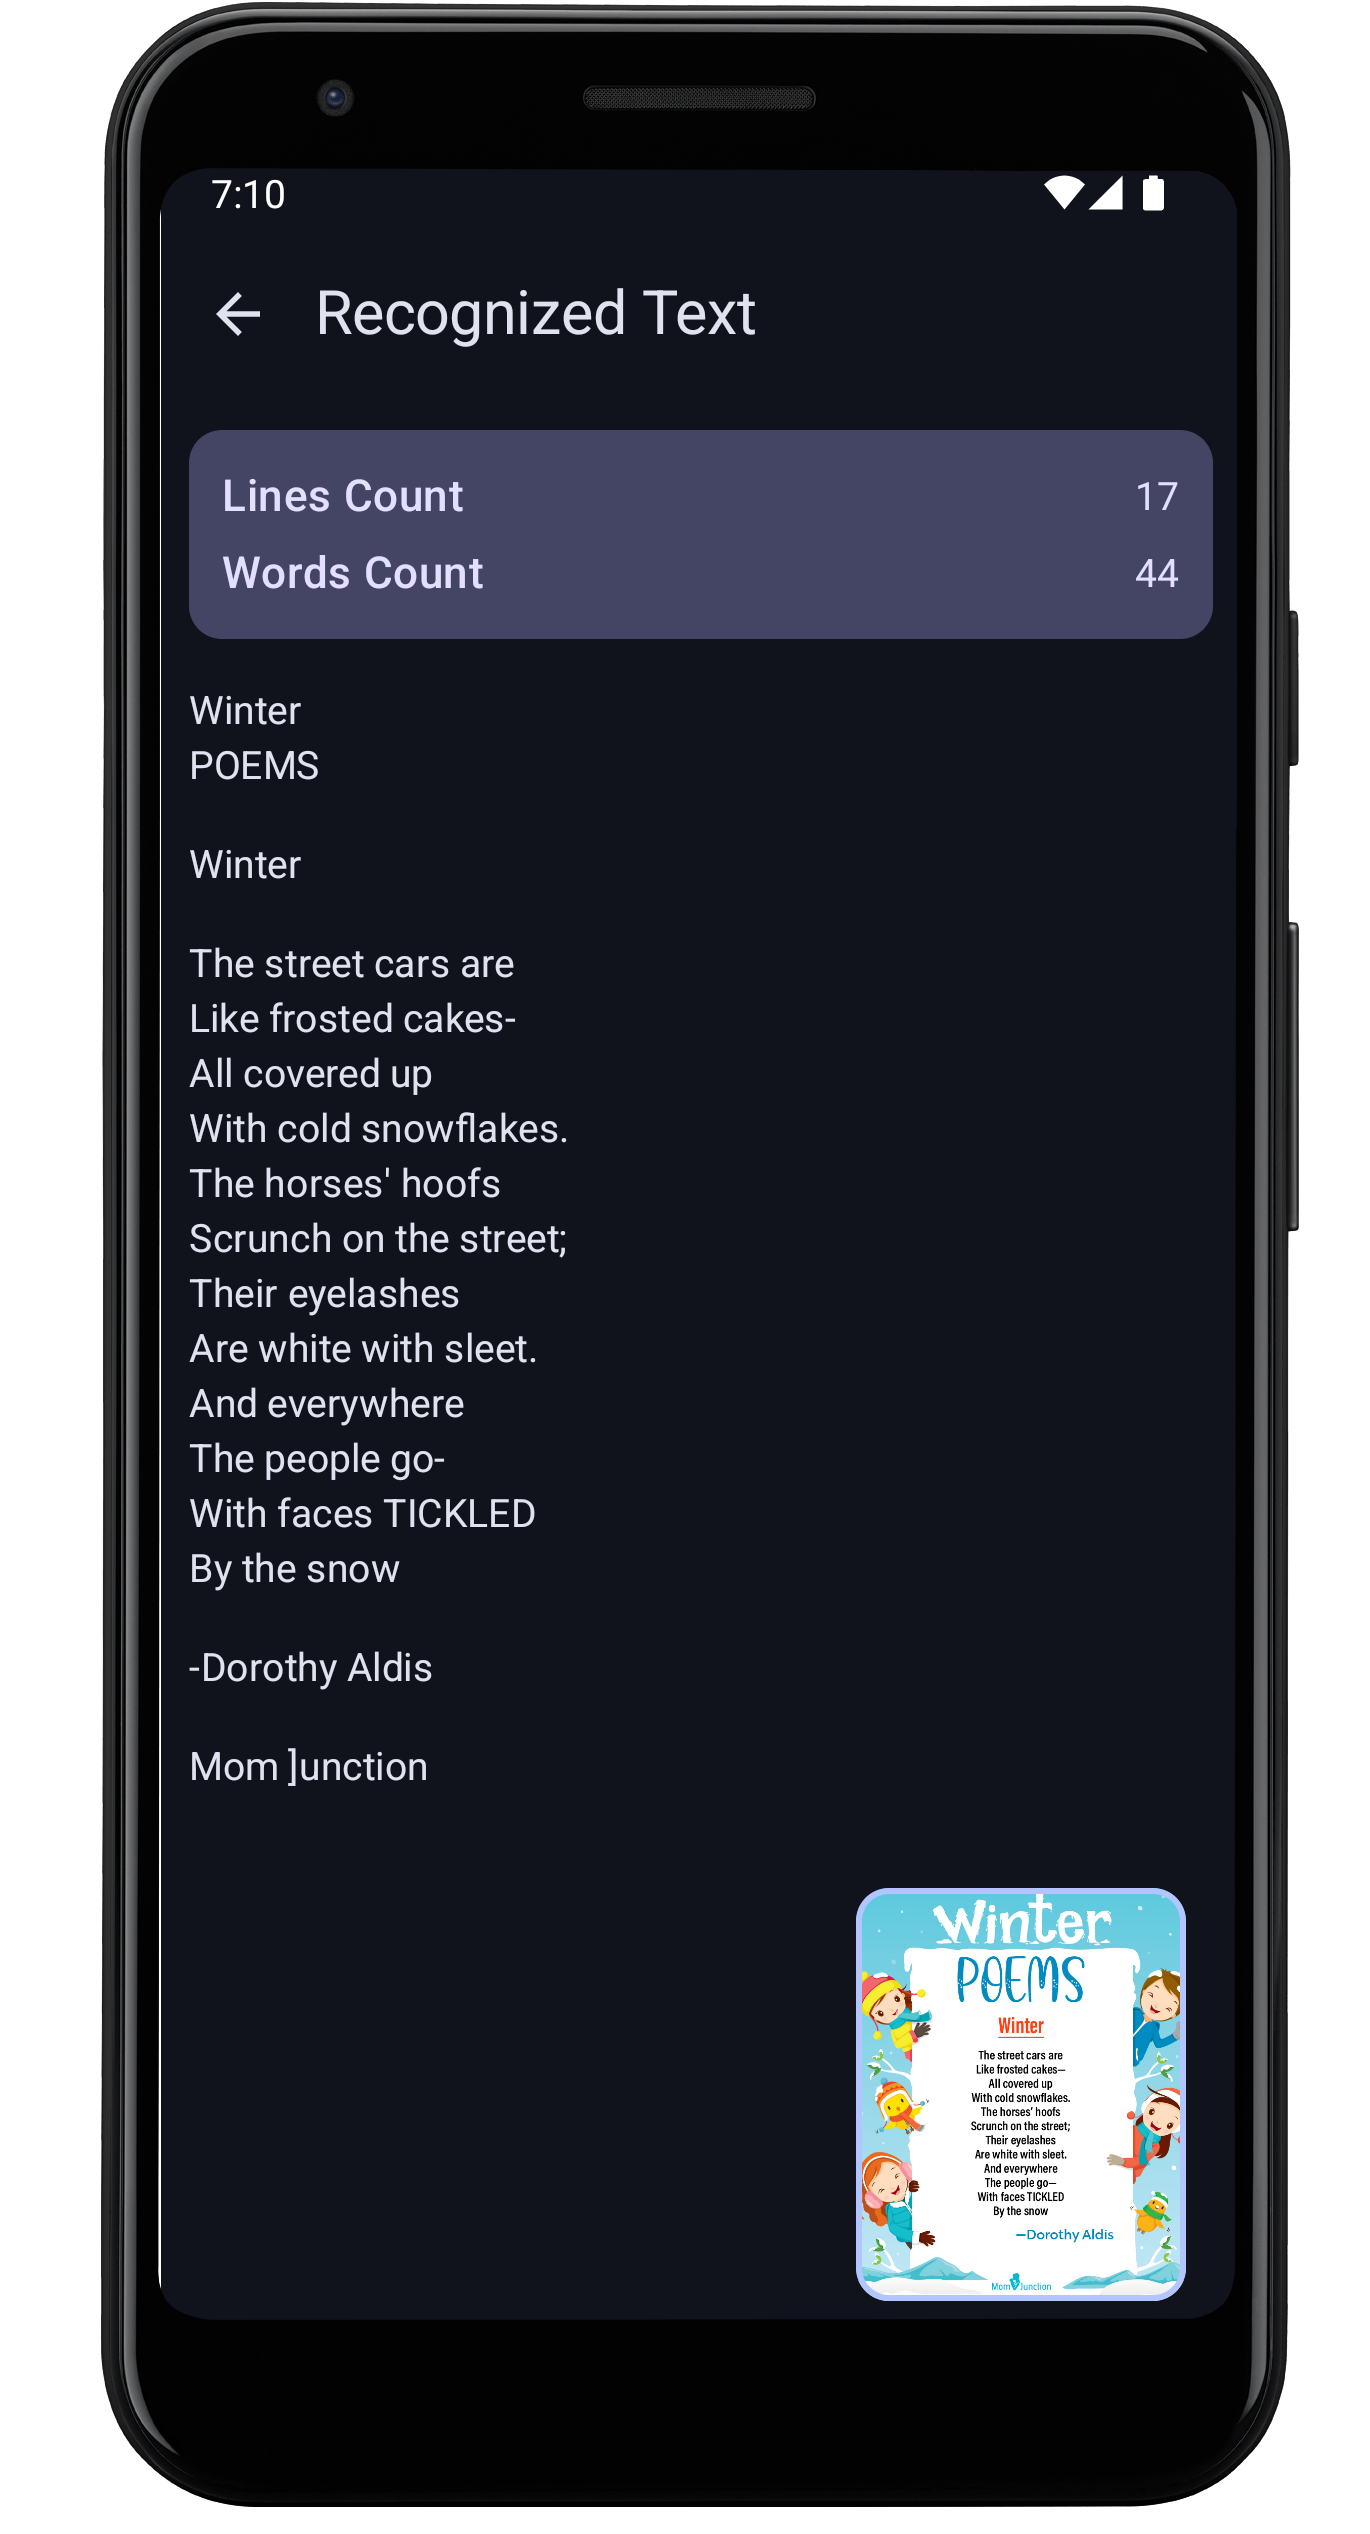 7:10
Recognized Text
Lines Count 17
Words Count 44
Winter
POEMS
Winter
The street cars are
Like frosted cakes-
All covered up
With cold snowflakes.
The horses' hoofs
Scrunch on the street;
Their eyelashes
Are white with sleet.
And everywhere
The people go-
With faces TICKLED
By the snow
-Dorothy Aldis
Mom ]unction
Winter
POEMS
Winter
The street cars are
Like frosted cakes—
All covered up
With cold snowflakes.
The horses' hoofs
Scrunch on the street;
Their eyelashes
Are white with sleet.
And everywhere
The people go—
With faces TICKLED
By the snow
—Dorothy Aldis
Mom Junction